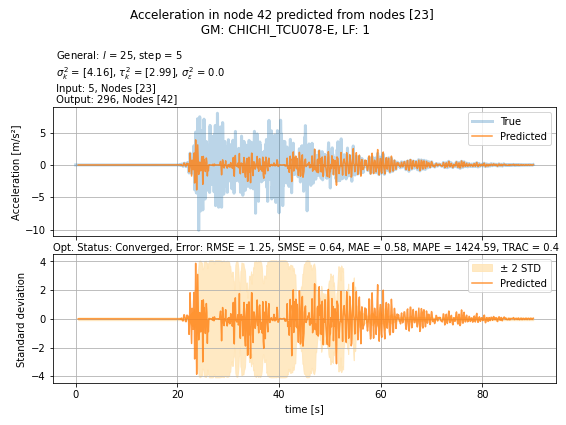 Acceleration in node 42 predicted from nodes [23]
GM: CHICHI_TCU078-E, LF: 1
General: l = 25, step = 5
σ²ₖ = [4.16], τ²ₖ = [2.99], σ²ε = 0.0
Input: 5, Nodes [23]
Output: 296, Nodes [42]
True
Predicted
Acceleration [m/s²]
5
0
−5
−10
Opt. Status: Converged, Error: RMSE = 1.25, SMSE = 0.64, MAE = 0.58, MAPE = 1424.59, TRAC = 0.4
± 2 STD
Predicted
Standard deviation
4
2
0
−2
−4
0 20 40 60 80
time [s]